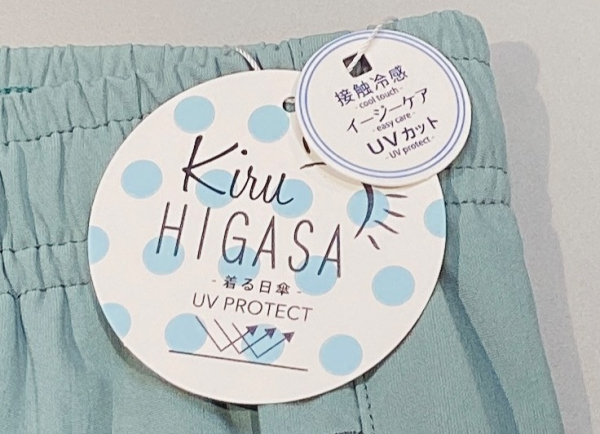 接触冷感
- cool touch -
イージーケア
- easy care -
UVカット
- UV protect -
Kiru
HIGASA
- 着る日傘 -
UV PROTECT